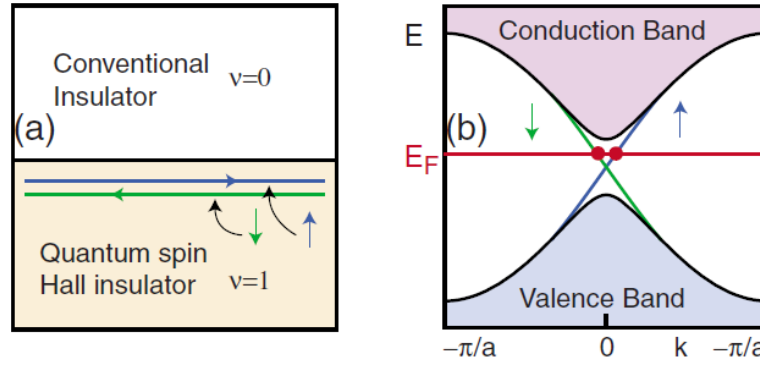 Conventional
Insulator
ν=0
(a)
Quantum spin
Hall insulator
ν=1
E
Conduction Band
(b)
E_F
Valence Band
−π/a
0
k
−π/a